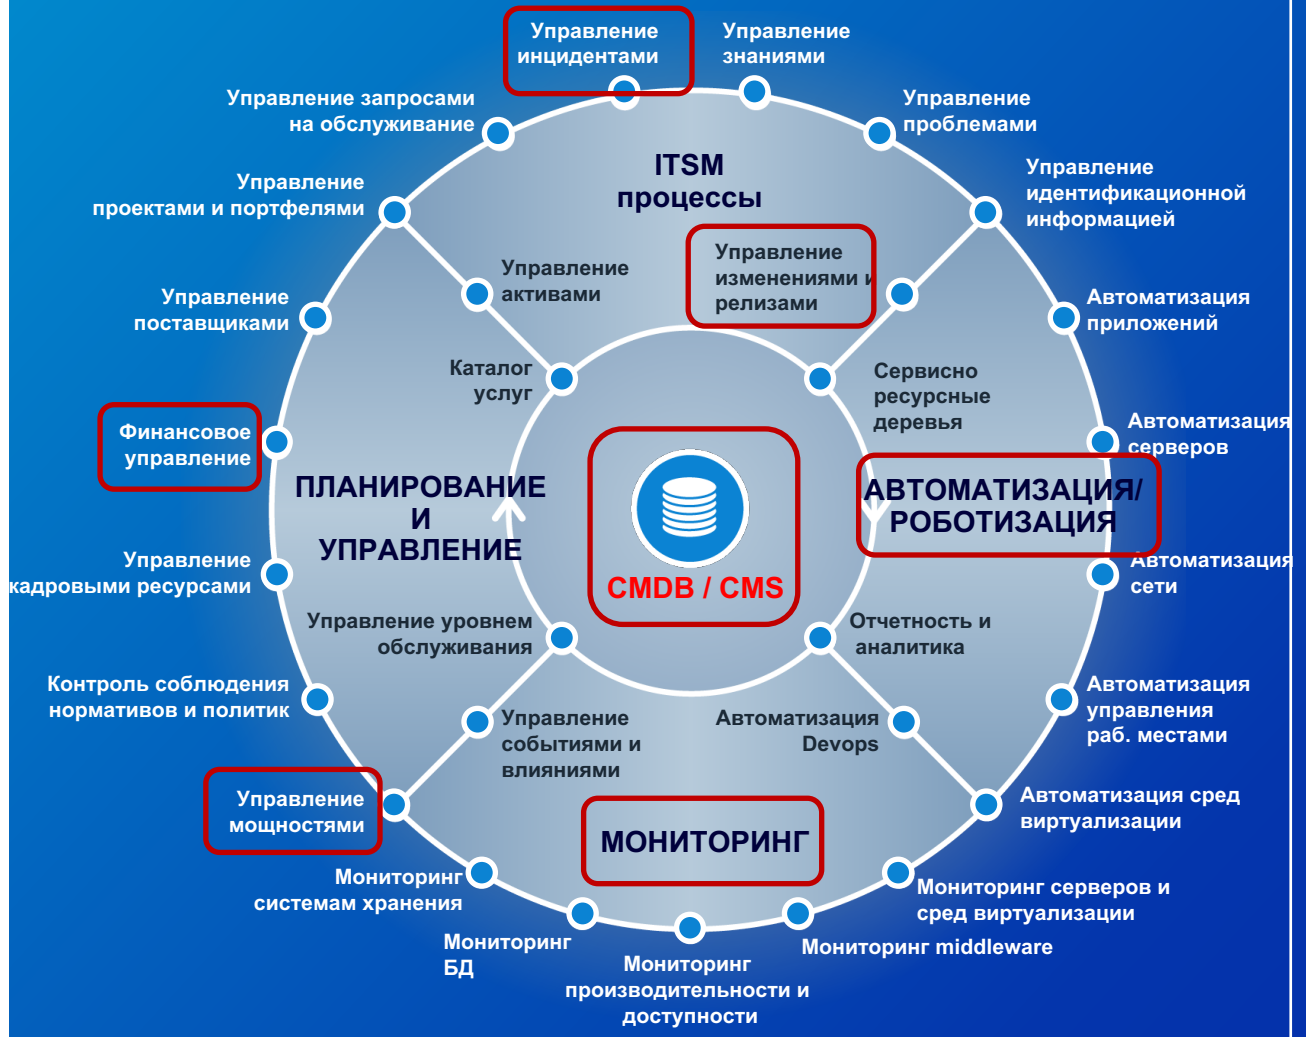 Управление
инцидентами
Управление
знаниями
Управление запросами
на обслуживание
Управление
проблемами
ITSM
процессы
Управление
проектами и портфелями
Управление
идентификационной
информацией
Управление
активами
Управление
изменениями и
релизами
Управление
поставщиками
Автоматизация
приложений
Каталог
услуг
Сервисно
ресурсные
деревья
Финансовое
управление
Автоматизация
серверов
ПЛАНИРОВАНИЕ
И
УПРАВЛЕНИЕ
АВТОМАТИЗАЦИЯ/
РОБОТИЗАЦИЯ
CMDB / CMS
Управление
кадровыми ресурсами
Автоматизация
сети
Управление уровнем
обслуживания
Отчетность и
аналитика
Контроль соблюдения
нормативов и политик
Автоматизация
управления
раб. местами
Управление
событиями и
влияниями
Автоматизация
Devops
Управление
мощностями
Автоматизация сред
виртуализации
МОНИТОРИНГ
Мониторинг
системам хранения
Мониторинг серверов и
сред виртуализации
Мониторинг
БД
Мониторинг middleware
Мониторинг
производительности и
доступности